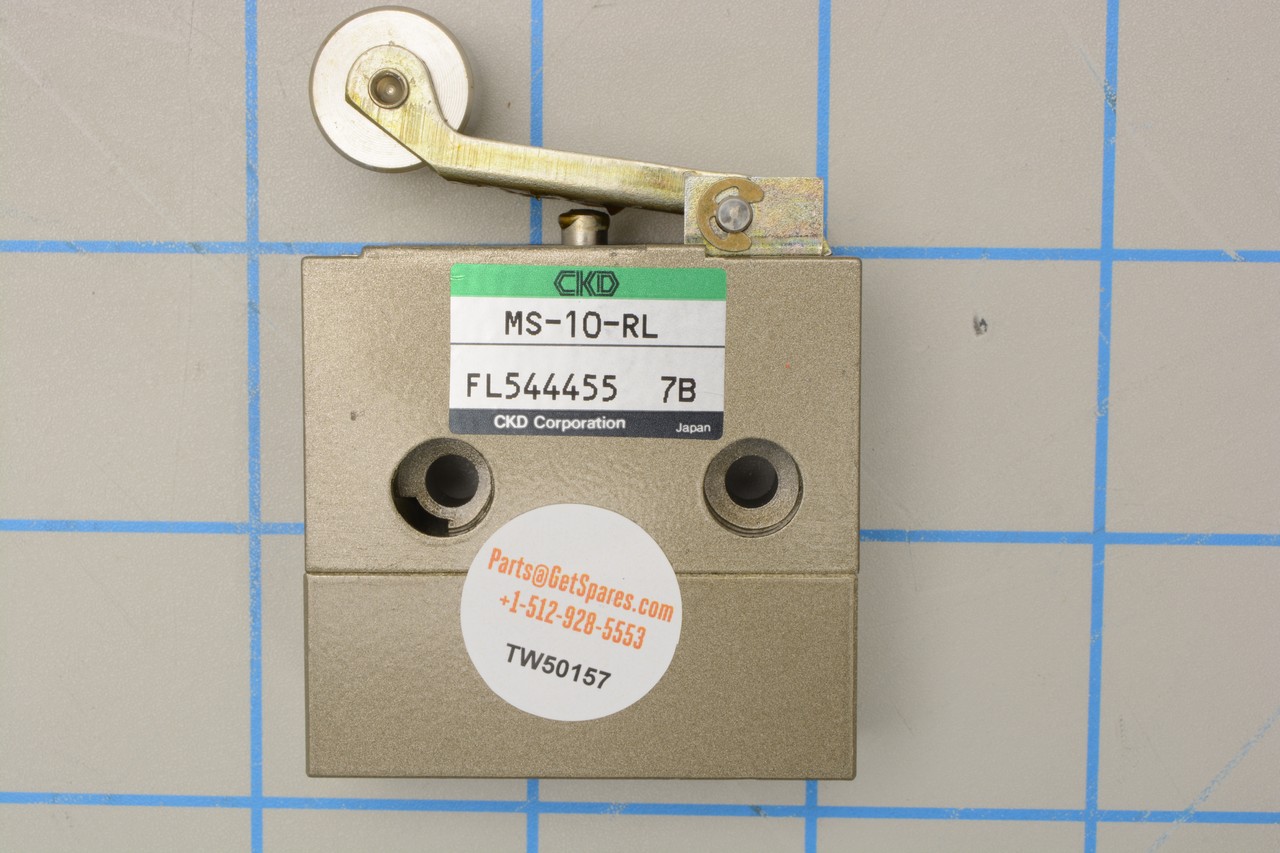 CKD
MS-10-RL
FL544455 7B
CKD Corporation Japan
Parts@GetSpares.com
+1-512-928-5553
TW50157